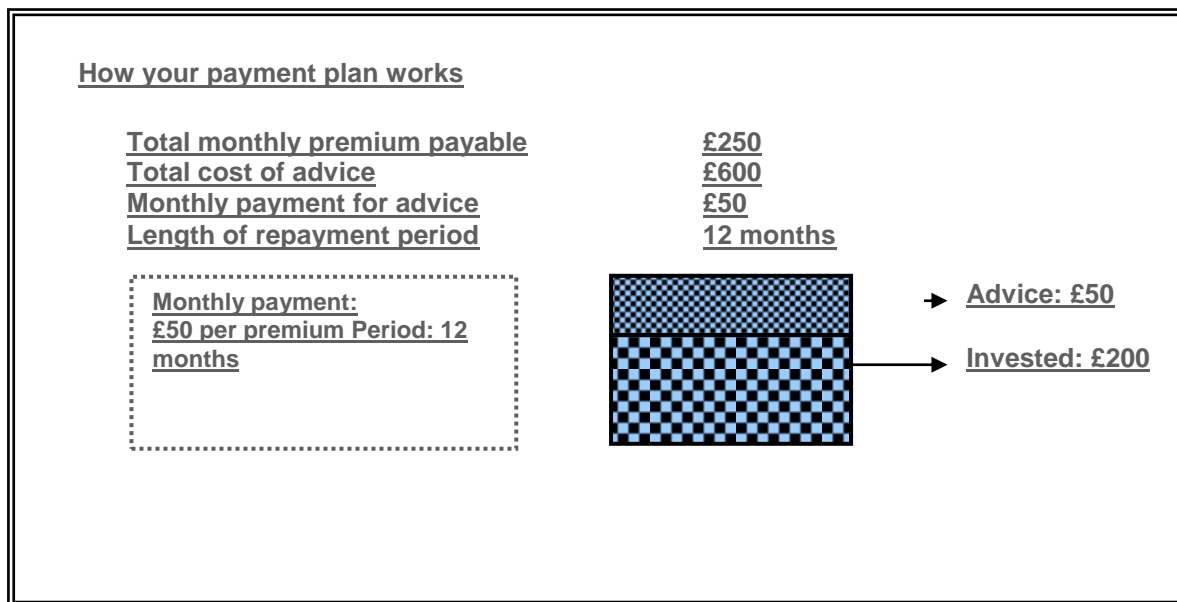 How your payment plan works
Total monthly premium payable £250
Total cost of advice £600
Monthly payment for advice £50
Length of repayment period 12 months
Monthly payment:
£50 per premium Period: 12
months
Advice: £50
Invested: £200